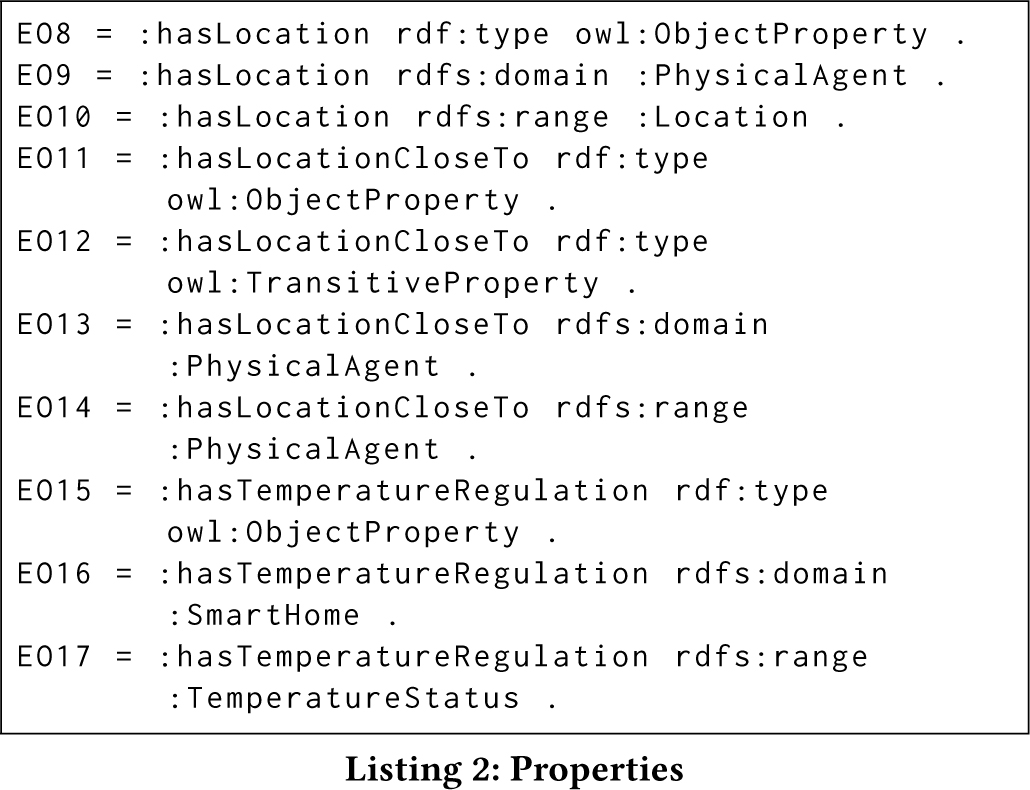 EO8 = :hasLocation rdf:type owl:ObjectProperty .
EO9 = :hasLocation rdfs:domain :PhysicalAgent .
EO10 = :hasLocation rdfs:range :Location .
EO11 = :hasLocationCloseTo rdf:type
owl:ObjectProperty .
EO12 = :hasLocationCloseTo rdf:type
owl:TransitiveProperty .
EO13 = :hasLocationCloseTo rdfs:domain
:PhysicalAgent .
EO14 = :hasLocationCloseTo rdfs:range
:PhysicalAgent .
EO15 = :hasTemperatureRegulation rdf:type
owl:ObjectProperty .
EO16 = :hasTemperatureRegulation rdfs:domain
:SmartHome .
EO17 = :hasTemperatureRegulation rdfs:range
:TemperatureStatus .
Listing 2: Properties